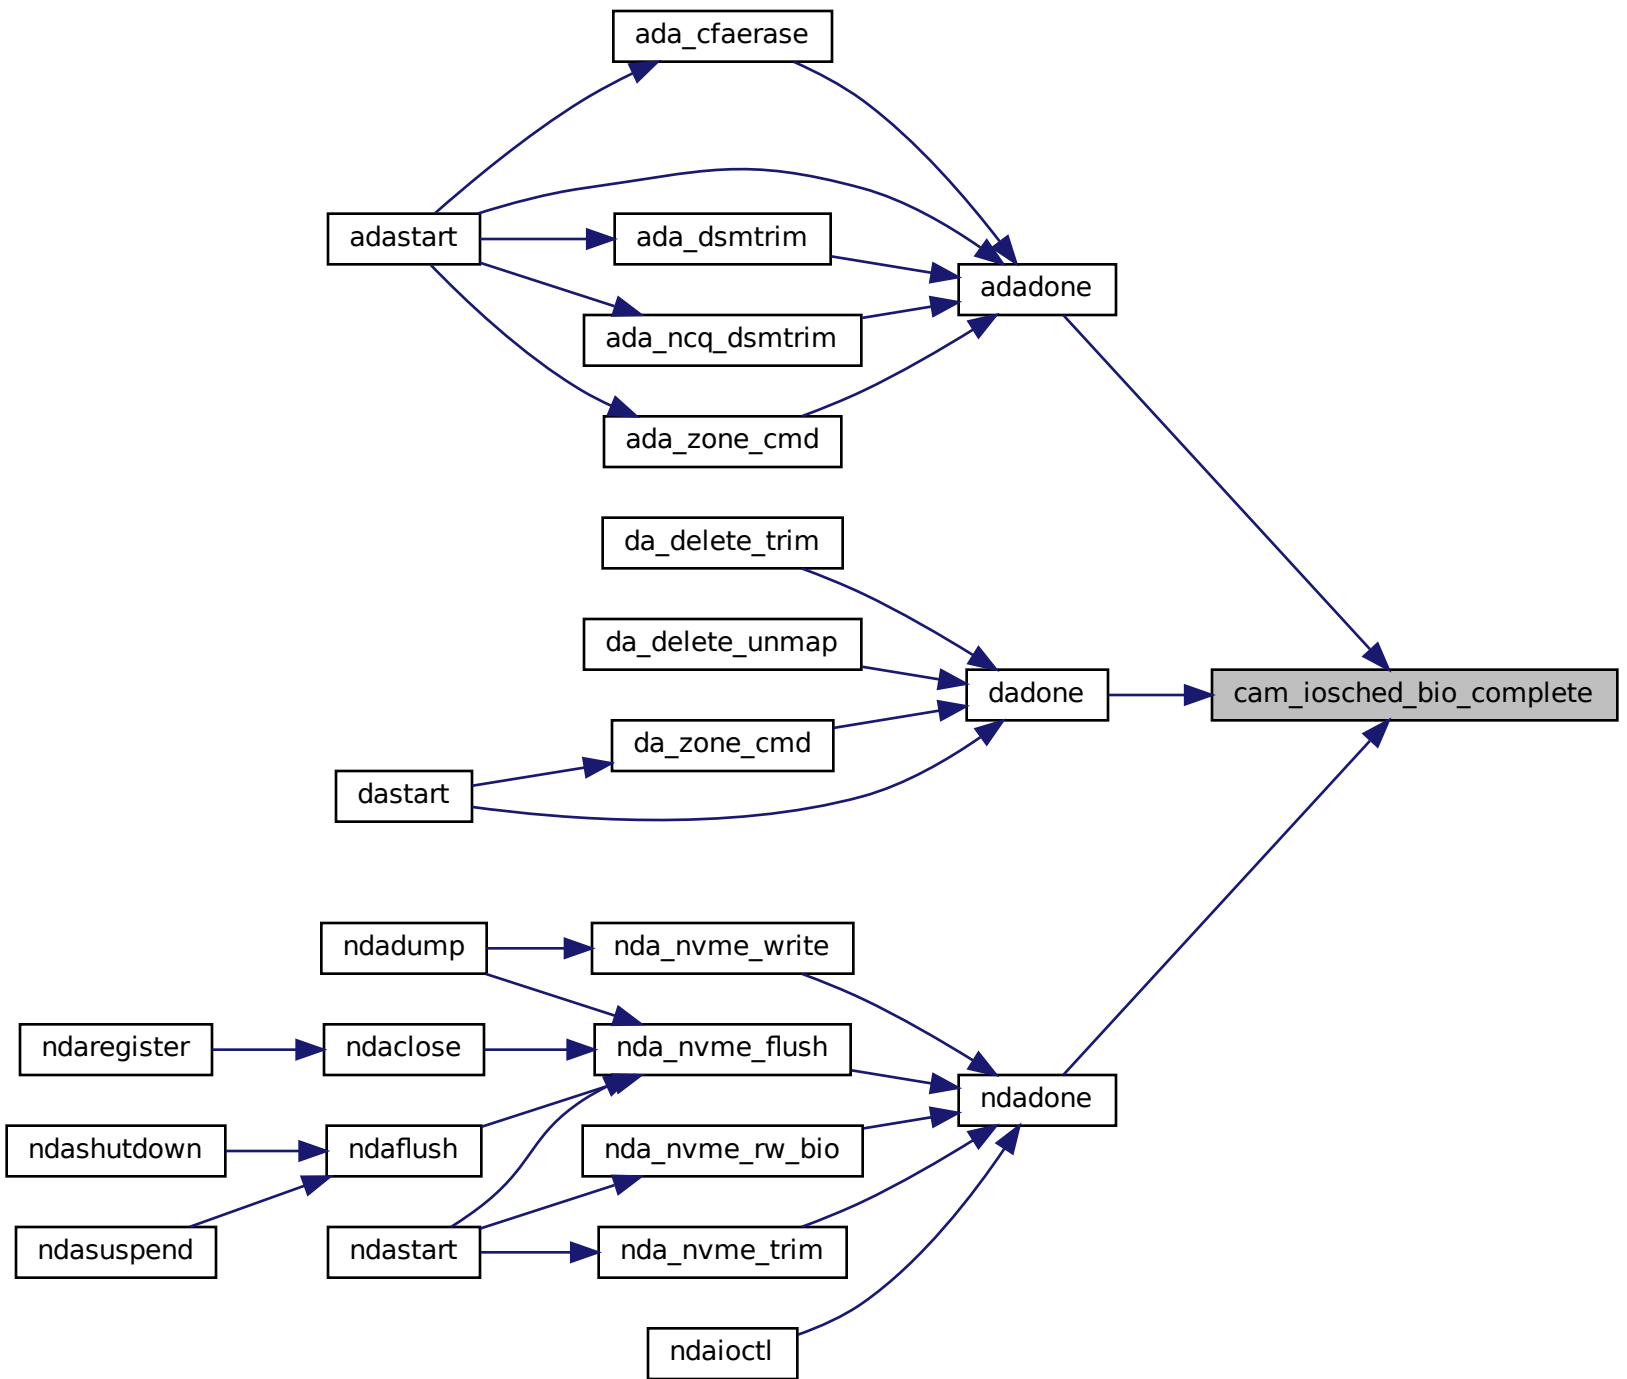 ada_cfaerase
adastart
ada_dsmtrim
adadone
ada_ncq_dsmtrim
ada_zone_cmd
da_delete_trim
da_delete_unmap
dadone
cam_iosched_bio_complete
da_zone_cmd
dastart
ndadump
nda_nvme_write
ndaregister
ndaclose
nda_nvme_flush
ndadone
ndashutdown
ndaflush
nda_nvme_rw_bio
ndasuspend
ndastart
nda_nvme_trim
ndaioctl